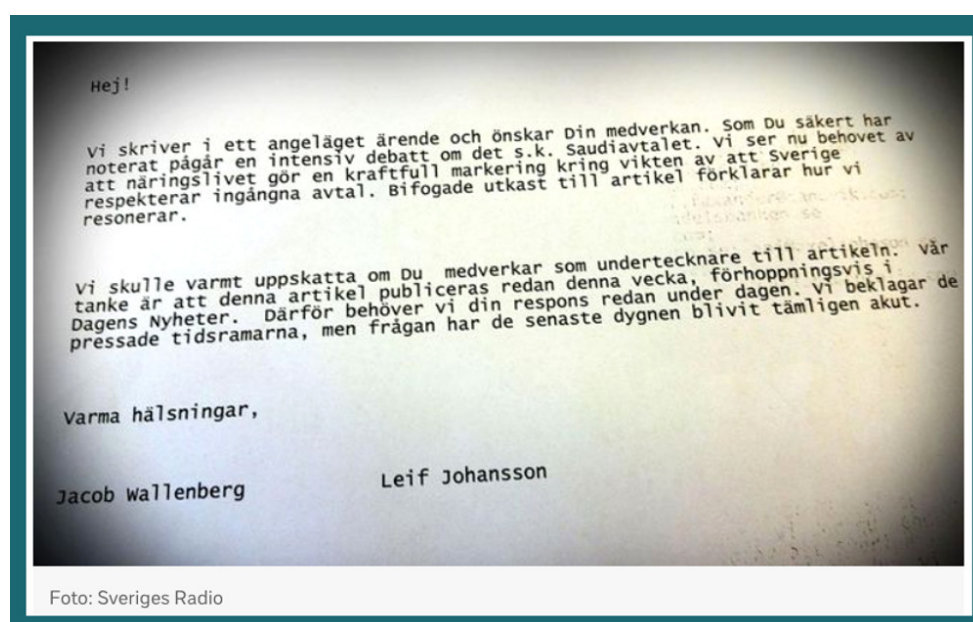 Hej!
Vi skriver i ett angeläget ärende och önskar Din medverkan. Som Du säkert har
noterat pågår en intensiv debatt om det s.k. Saudiavtalet. Vi ser nu behovet av
att näringslivet gör en kraftfull markering kring vikten av att Sverige
respekterar ingångna avtal. Bifogade utkast till artikel förklarar hur vi
resonerar.
Vi skulle varmt uppskatta om Du  medverkar som undertecknare till artikeln.  Vår
tanke är att denna artikel publiceras redan denna vecka, förhoppningsvis i
Dagens Nyheter.  Därför behöver vi din respons redan under dagen. Vi beklagar de
pressade tidsramarna, men frågan har de senaste dygnen blivit tämligen akut.
Varma hälsningar,
Jacob Wallenberg Leif Johansson
Foto: Sveriges Radio